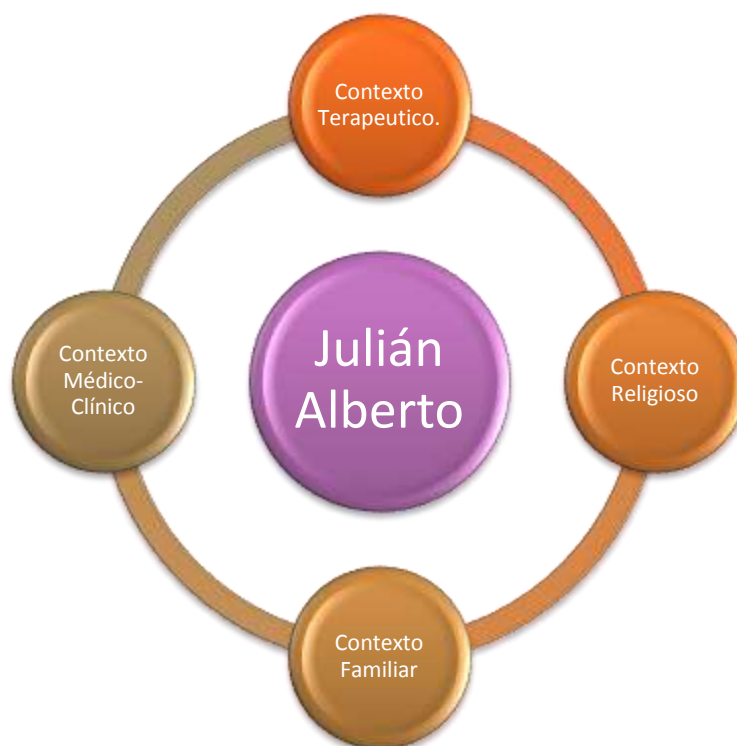 Contexto
Terapeutico.
Contexto
Médico-
Clínico
Julián
Alberto
Contexto
Religioso
Contexto
Familiar